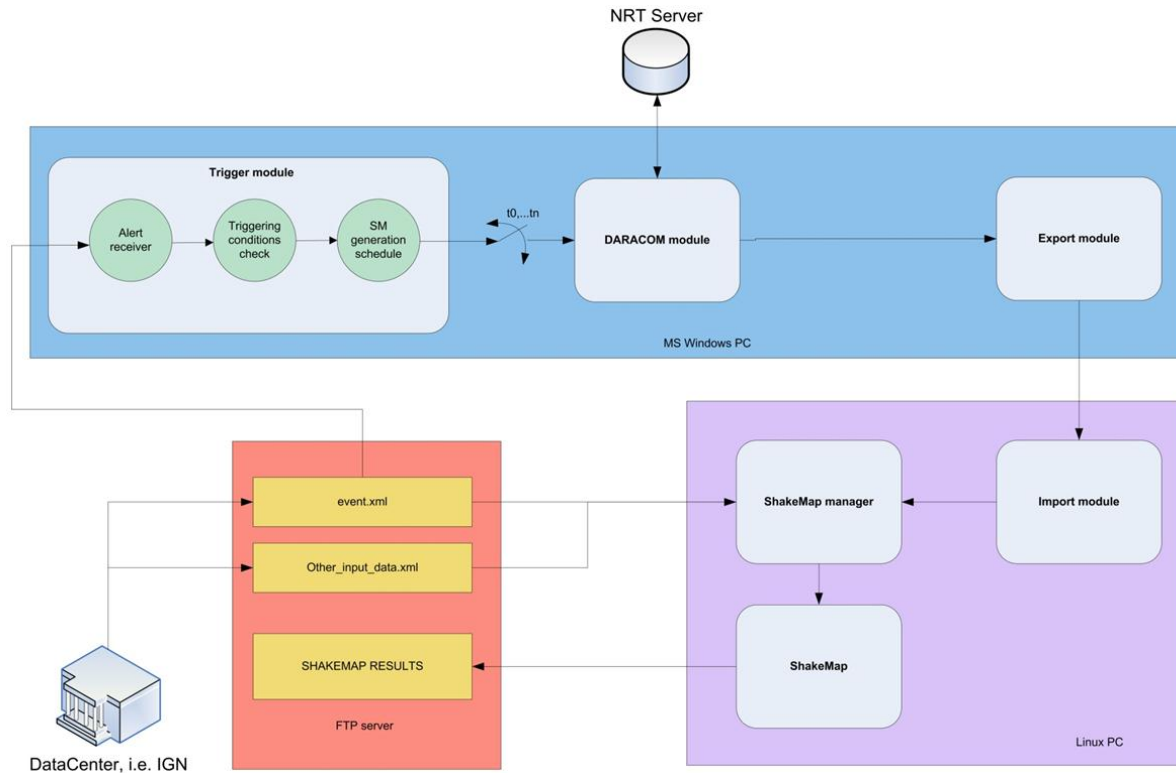 NRT Server
Trigger module
Alert
receiver
Triggering
conditions
check
SM
generation
schedule
t0,...tn
DARACOM module
Export module
MS Windows PC
event.xml
Other_input_data.xml
SHAKEMAP RESULTS
FTP server
ShakeMap manager
Import module
ShakeMap
Linux PC
DataCenter, i.e. IGN